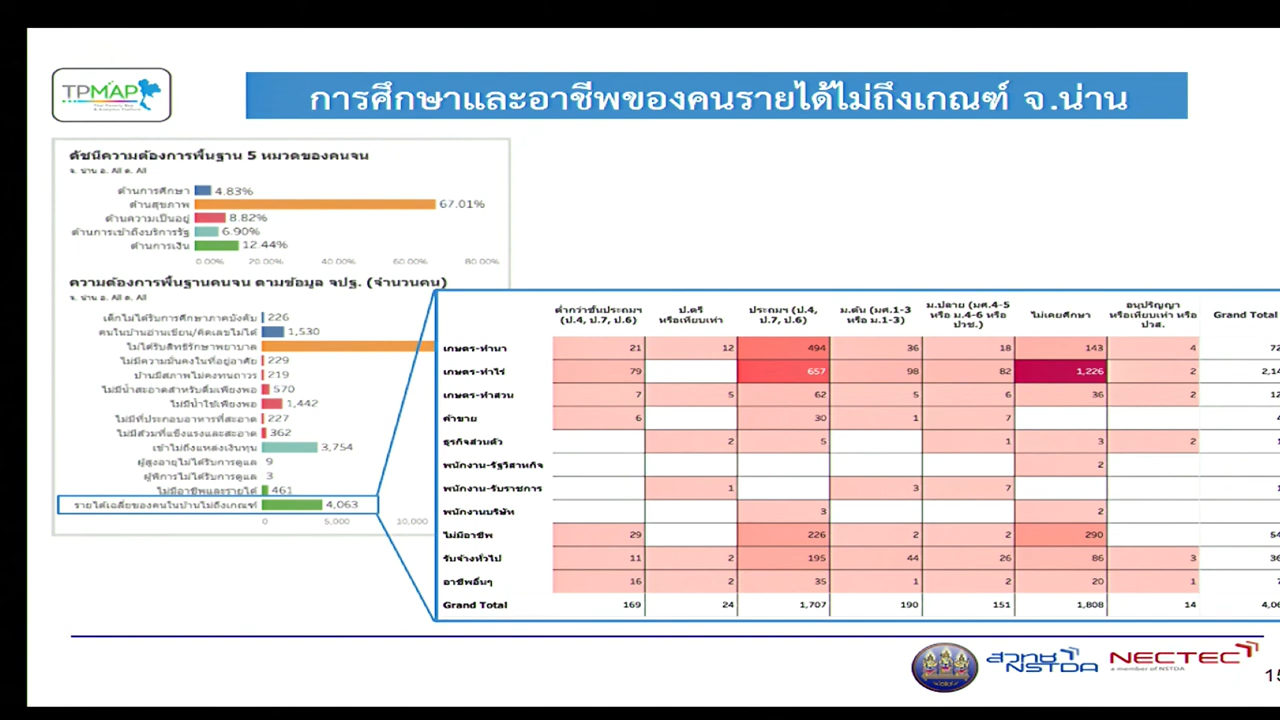 TPMAP
การศึกษาและอาชีพของคนรายได้ไม่ถึงเกณฑ์ จ.น่าน
ดัชนีความต้องการพื้นฐาน 5 หมวดของคนจน
จ. น่าน อ. All ต. All
ด้านการศึกษา 4.83%
ด้านสุขภาพ 67.01%
ด้านความเป็นอยู่ 8.82%
ด้านการเข้าถึงบริการรัฐ 6.90%
ด้านการเงิน 12.44%
0.00% 20.00% 40.00% 60.00% 80.00%
ความต้องการพื้นฐานคนจน ตามข้อมูล จปฐ. (จำนวนคน)
จ. น่าน อ. All ต. All
เด็กไม่ได้รับการศึกษาภาคบังคับ 226
คนในบ้านอ่านเขียน/คิดเลขไม่ได้ 1,530
ไม่ได้รับสิทธิรักษาพยาบาล
ไม่มีความมั่นคงในที่อยู่อาศัย 229
บ้านมีสภาพไม่คงทนถาวร 219
ไม่มีน้ำสะอาดสำหรับดื่มเพียงพอ 570
ไม่มีน้ำใช้เพียงพอ 1,442
ไม่มีที่ประกอบอาหารที่สะอาด 227
ไม่มีส้วมที่แข็งแรงและสะอาด 362
เข้าไม่ถึงแหล่งเงินทุน 3,754
ผู้สูงอายุไม่ได้รับการดูแล 9
ผู้พิการไม่ได้รับการดูแล 3
ไม่มีอาชีพและรายได้ 461
รายได้เฉลี่ยของคนในบ้านไม่ถึงเกณฑ์ 4,063
0 5,000 10,000
ต่ำกว่าชั้นประถมฯ (ป.4, ป.7, ป.6) ป.ตรี หรือเทียบเท่า ประถมฯ (ป.4, ป.7, ป.6) ม.ต้น (มศ.1-3 หรือ ม.1-3) ม.ปลาย (มศ.4-5 หรือ ม.4-6 หรือ ปวช.) ไม่เคยศึกษา อนุปริญญา หรือเทียบเท่า หรือ ปวส. Grand Total
เกษตร-ทำนา 21 12 494 36 18 143 4 72
เกษตร-ทำไร่ 79 657 98 82 1,226 2 2,14
เกษตร-ทำสวน 7 5 62 5 6 36 2 12
ค้าขาย 6 30 1 7
ธุรกิจส่วนตัว 2 5 1 3 2 1
พนักงาน-รัฐวิสาหกิจ 2
พนักงาน-รับราชการ 1 3 7 1
พนักงานบริษัท 3 2
ไม่มีอาชีพ 29 226 2 2 290 54
รับจ้างทั่วไป 11 2 195 44 26 86 3 36
อาชีพอื่นๆ 16 2 35 1 2 20 1 7
Grand Total 169 24 1,707 190 151 1,808 14 4,06
สวทช NSTDA
NECTEC
a member of NSTDA
15